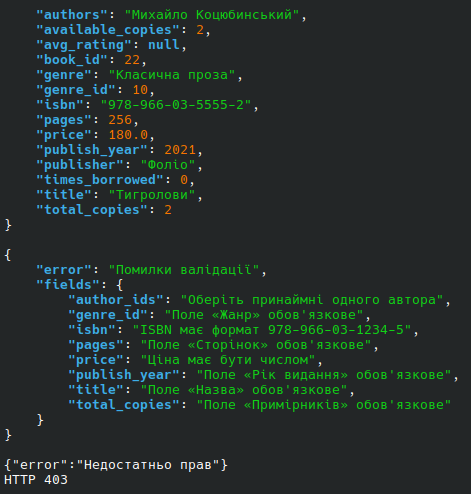 "authors": "Михайло Коцюбинський",
"available_copies": 2,
"avg_rating": null,
"book_id": 22,
"genre": "Класична проза",
"genre_id": 10,
"isbn": "978-966-03-5555-2",
"pages": 256,
"price": 180.0,
"publish_year": 2021,
"publisher": "Фоліо",
"times_borrowed": 0,
"title": "Тигролови",
"total_copies": 2
}
{
"error": "Помилки валідації",
"fields": {
"author_ids": "Оберіть принаймні одного автора",
"genre_id": "Поле «Жанр» обов'язкове",
"isbn": "ISBN має формат 978-966-03-1234-5",
"pages": "Поле «Сторінок» обов'язкове",
"price": "Ціна має бути числом",
"publish_year": "Поле «Рік видання» обов'язкове",
"title": "Поле «Назва» обов'язкове",
"total_copies": "Поле «Примірників» обов'язкове"
}
}
{"error":"Недостатньо прав"}
HTTP 403